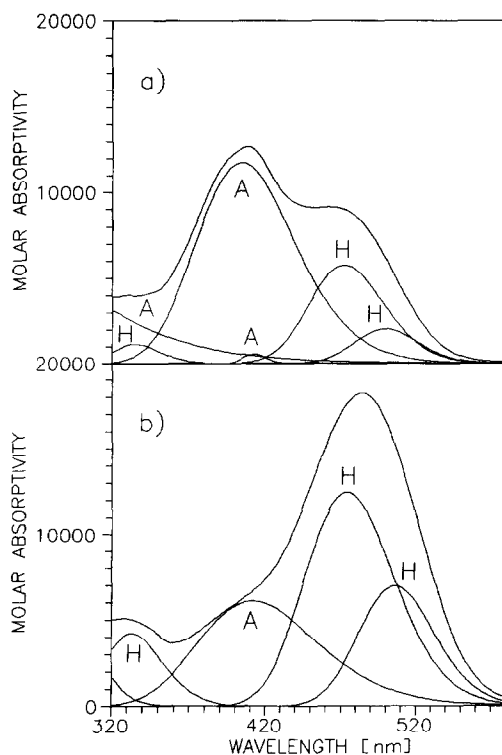 20000
a)
MOLAR ABSORPTIVITY
10000
A
H
A
H
A
H
20000
b)
MOLAR ABSORPTIVITY
10000
H
H
A
H
0
320
420
520
WAVELENGTH [nm]